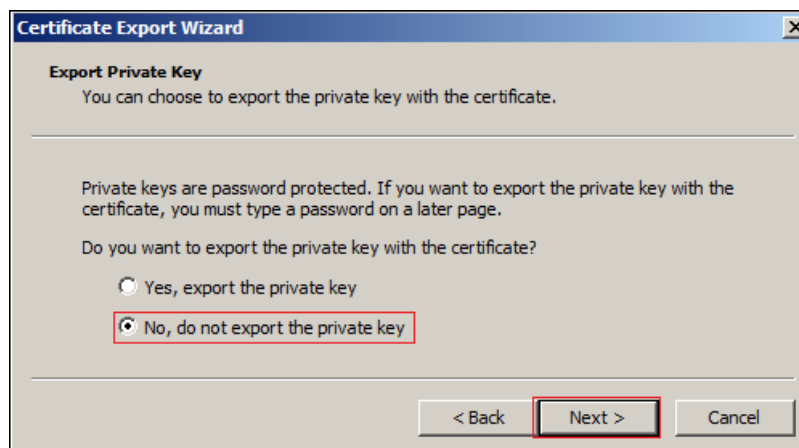 Certificate Export Wizard
Export Private Key
You can choose to export the private key with the certificate.
Private keys are password protected. If you want to export the private key with the
certificate, you must type a password on a later page.
Do you want to export the private key with the certificate?
Yes, export the private key
No, do not export the private key
< Back Next > Cancel